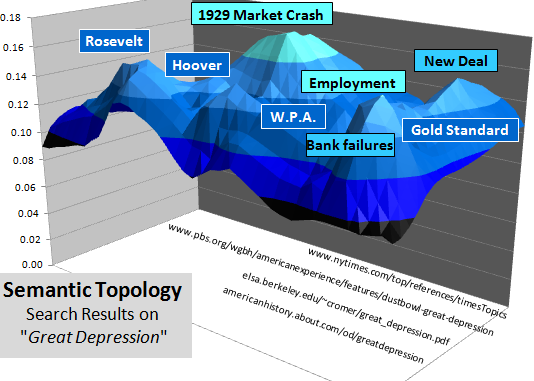 0.18
0.16
0.14
0.12
0.10
0.08
0.06
0.04
0.02
0.00
1929 Market Crash
Rosevelt
Hoover
New Deal
Employment
W.P.A.
Gold Standard
Bank failures
www.nytimes.com/top/references/timesTopics
www.pbs.org/wgbh/americanexperience/features/dustbowl-great-depression
elsa.berkeley.edu/~cromer/great_depression.pdf
americanhistory.about.com/od/greatdepression
Semantic Topology
Search Results on
"Great Depression"